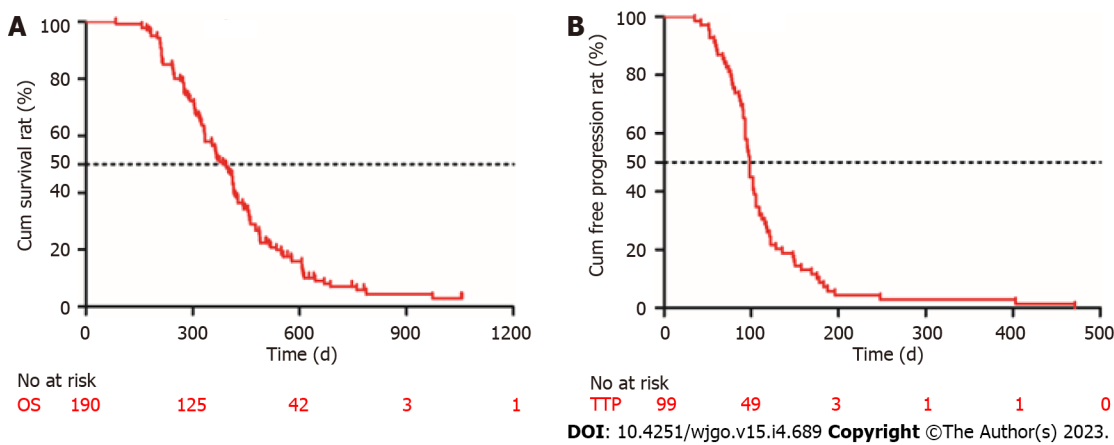 A
Cum survival rat (%)
100
80
60
50
40
20
0
0 300 600 900 1200
Time (d)
No at risk
OS 190 125 42 3 1
B
Cum free progression rat (%)
100
80
60
50
40
20
0
0 100 200 300 400 500
Time (d)
No at risk
TTP 99 49 3 1 1 0
DOI: 10.4251/wjgo.v15.i4.689 Copyright ©The Author(s) 2023.